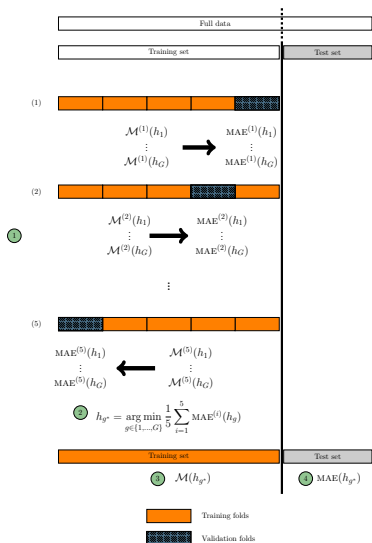 Full data
Training set Test set
(1)
ℳ⁽¹⁾(h₁) MAE⁽¹⁾(h₁)
⋮ ⋮
ℳ⁽¹⁾(h_G) MAE⁽¹⁾(h_G)
(2)
ℳ⁽²⁾(h₁) MAE⁽²⁾(h₁)
1 ⋮ ⋮
ℳ⁽²⁾(h_G) MAE⁽²⁾(h_G)
⋮
(5)
MAE⁽⁵⁾(h₁) ℳ⁽⁵⁾(h₁)
⋮ ⋮
MAE⁽⁵⁾(h_G) ℳ⁽⁵⁾(h_G)
2 h_{g*} = arg min_{g∈{1,...,G}} 1/5 ∑_{i=1}^{5} MAE⁽ⁱ⁾(h_g)
Training set Test set
3 ℳ(h_{g*}) 4 MAE(h_{g*})
Training folds
Validation folds